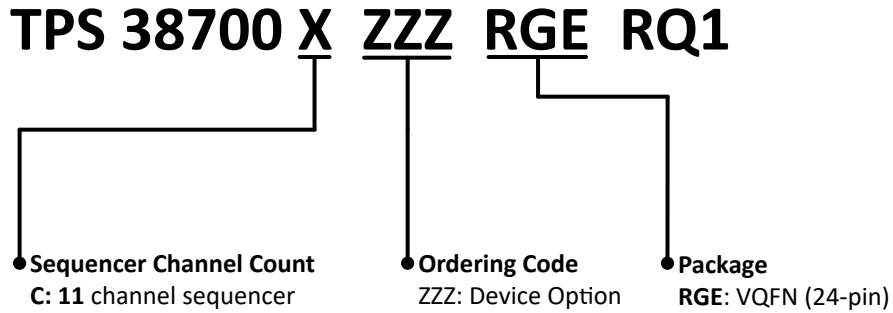 TPS 38700 X ZZZ RGE RQ1
Sequencer Channel Count
C: 11 channel sequencer
Ordering Code
ZZZ: Device Option
Package
RGE: VQFN (24-pin)